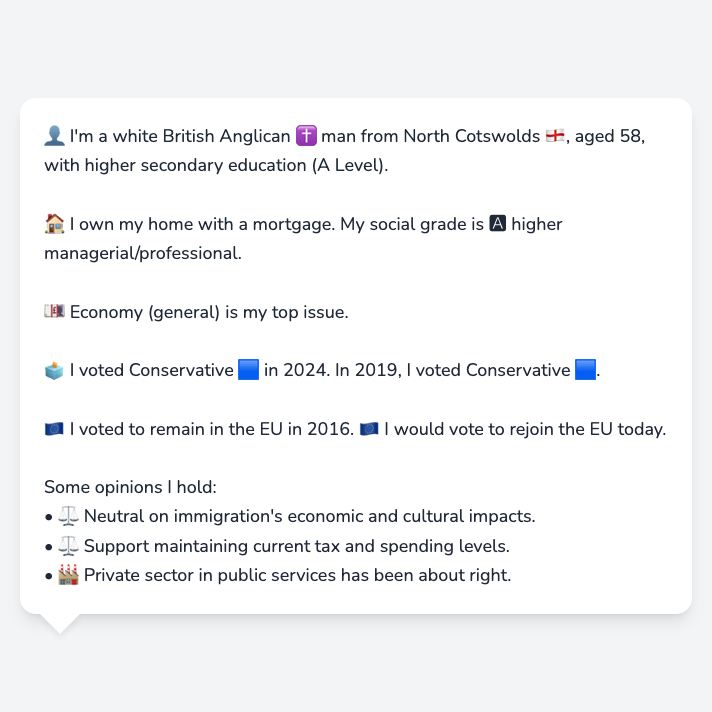 👤 I'm a white British Anglican ✝️ man from North Cotswolds 🏴󠁧󠁢󠁥󠁮󠁧󠁿, aged 58,
with higher secondary education (A Level).
🏠 I own my home with a mortgage. My social grade is 🅰 higher
managerial/professional.
💷 Economy (general) is my top issue.
🗳️ I voted Conservative 🟦 in 2024. In 2019, I voted Conservative 🟦.
🇪🇺 I voted to remain in the EU in 2016. 🇪🇺 I would vote to rejoin the EU today.
Some opinions I hold:
• ⚖️ Neutral on immigration's economic and cultural impacts.
• ⚖️ Support maintaining current tax and spending levels.
• 🏭 Private sector in public services has been about right.